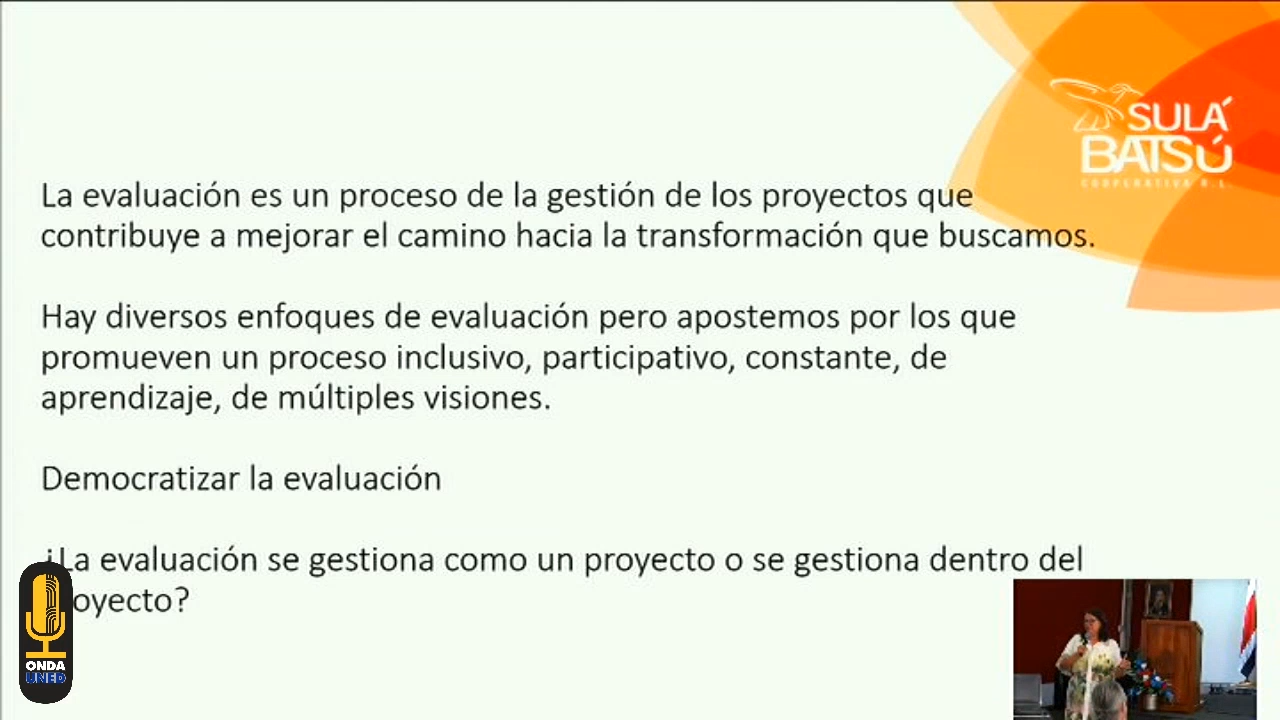 SULÁ
BATSÚ
COOPERATIVA R.L.
La evaluación es un proceso de la gestión de los proyectos que
contribuye a mejorar el camino hacia la transformación que buscamos.
Hay diversos enfoques de evaluación pero apostemos por los que
promueven un proceso inclusivo, participativo, constante, de
aprendizaje, de múltiples visiones.
Democratizar la evaluación
¿La evaluación se gestiona como un proyecto o se gestiona dentro del
oyecto?
ONDA
UNED